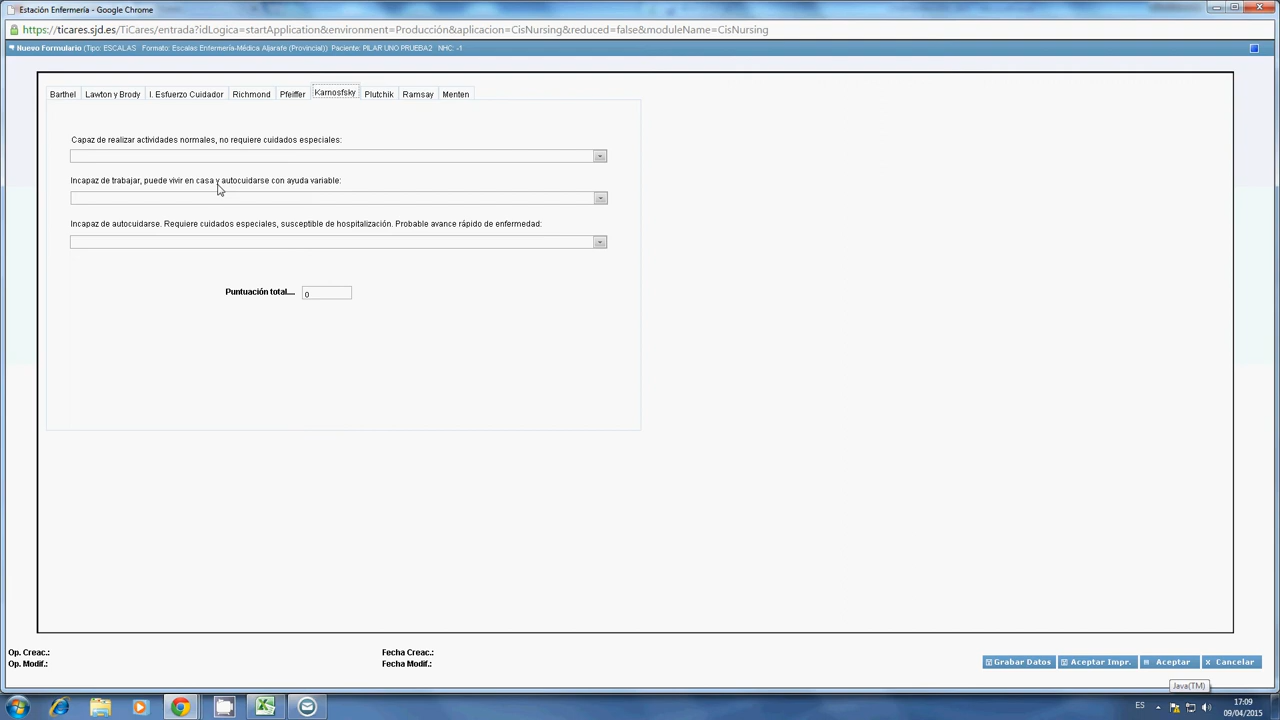 Estación Enfermería - Google Chrome
https://ticares.sjd.es/TiCares/entrada?idLogica=startApplication&environment=Producción&aplicacion=CisNursing&reduced=false&moduleName=CisNursing
Nuevo Formulario (Tipo: ESCALAS Formato: Escalas Enfermería-Médica Aljarafe (Provincial)) Paciente: PILAR UNO PRUEBA2 NHC: -1
Barthel Lawton y Brody I. Esfuerzo Cuidador Richmond Pfeiffer Karnosfsky Plutchik Ramsay Menten
Capaz de realizar actividades normales, no requiere cuidados especiales:
Incapaz de trabajar, puede vivir en casa y autocuidarse con ayuda variable:
Incapaz de autocuidarse. Requiere cuidados especiales, susceptible de hospitalización. Probable avance rápido de enfermedad:
Puntuación total.... 0
Op. Creac.: Fecha Creac.:
Op. Modif.: Fecha Modif.:
Grabar Datos Aceptar Impr. Aceptar Cancelar
Java(TM)
ES 17:09
09/04/2015